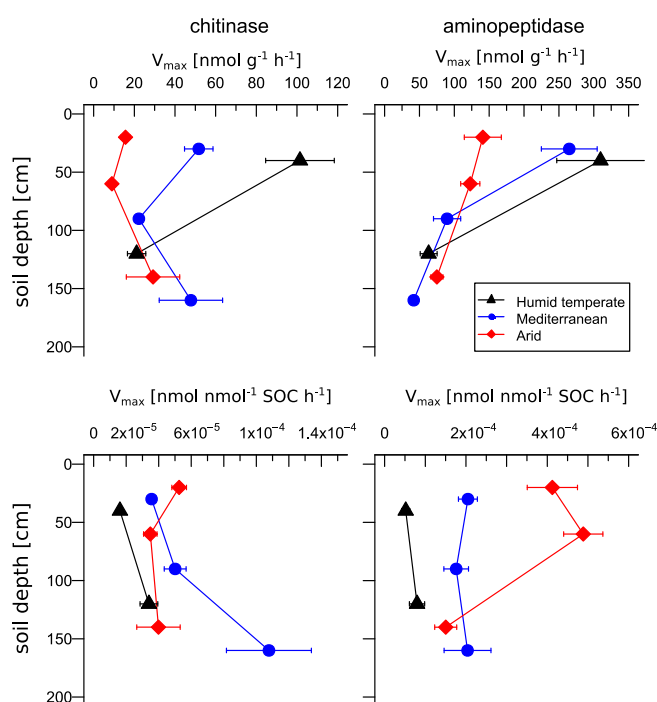 chitinase aminopeptidase
Vmax [nmol g-1 h-1] Vmax [nmol g-1 h-1]
0 20 40 60 80 100 120 0 50 100 150 200 250 300 350
0
50
100
150
200
soil depth [cm]
Humid temperate
Mediterranean
Arid
Vmax [nmol nmol-1 SOC h-1] Vmax [nmol nmol-1 SOC h-1]
0 2x10-5 6x10-5 1x10-4 1.4x10-4 0 2x10-4 4x10-4 6x10-4
0
50
100
150
200
soil depth [cm]